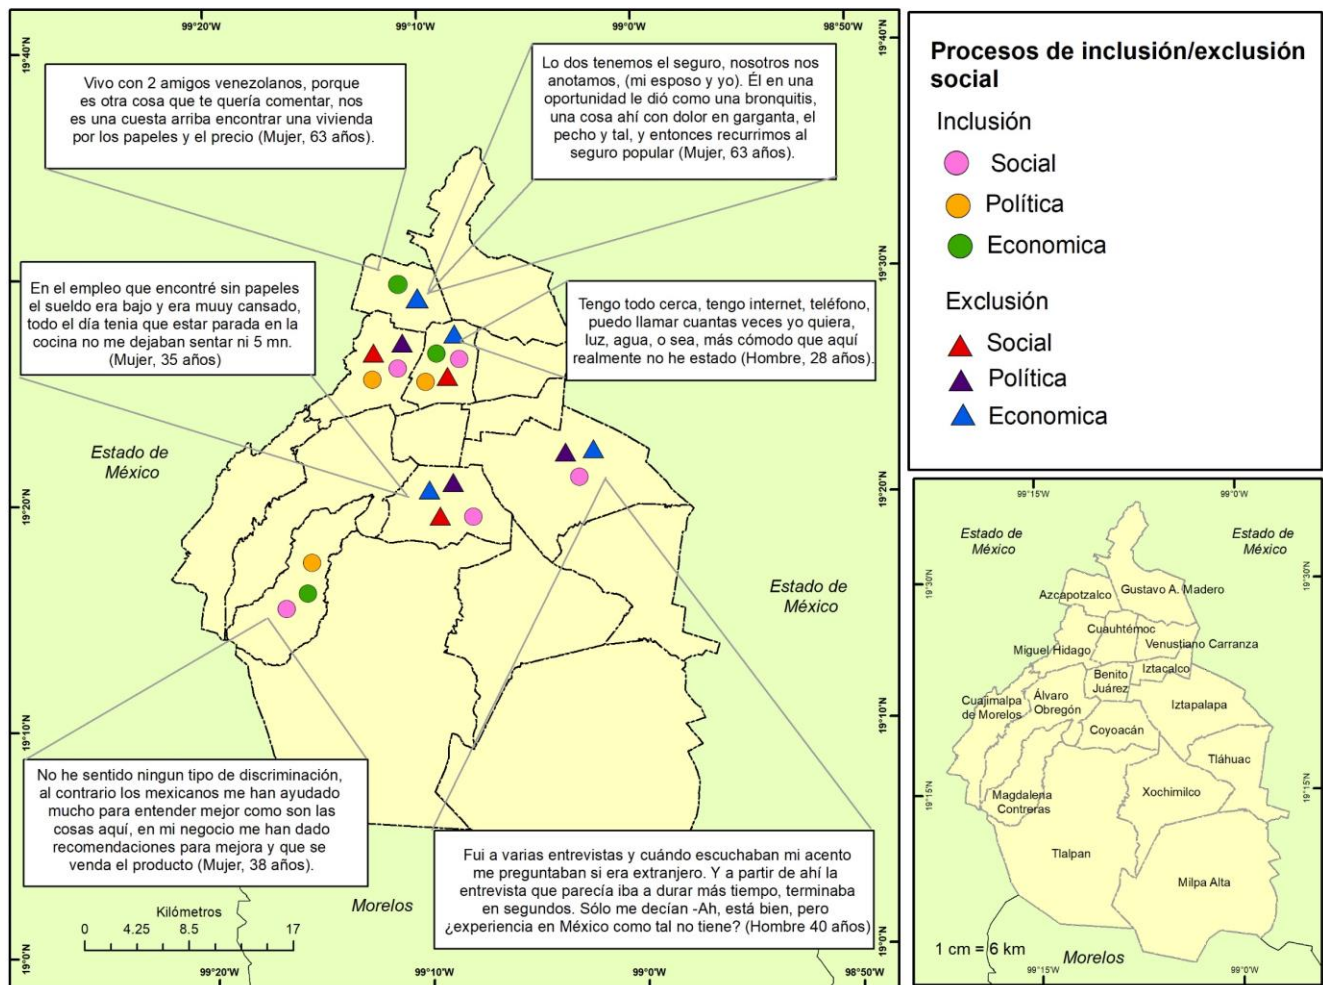 99°20'W
99°10'W
99°0'W
98°50'W
19°40'N
19°40'N
Vivo con 2 amigos venezolanos, porque
es otra cosa que te quería comentar, nos
es una cuesta arriba encontrar una vivienda
por los papeles y el precio (Mujer, 63 años).
Lo dos tenemos el seguro, nosotros nos
anotamos, (mi esposo y yo). Él en una
oportunidad le dió como una bronquitis,
una cosa ahí con dolor en garganta, el
pecho y tal, y entonces recurrimos al
seguro popular (Mujer, 63 años).
19°30'N
En el empleo que encontré sin papeles
el sueldo era bajo y era muuy cansado,
todo el día tenia que estar parada en la
cocina no me dejaban sentar ni 5 mn.
(Mujer, 35 años)
Tengo todo cerca, tengo internet, teléfono,
puedo llamar cuantas veces yo quiera,
luz, agua, o sea, más cómodo que aquí
realmente no he estado (Hombre, 28 años).
Estado de
México
19°20'N
19°20'N
Estado de
México
19°10'N
19°10'N
No he sentido ningun tipo de discriminación,
al contrario los mexicanos me han ayudado
mucho para entender mejor como son las
cosas aquí, en mi negocio me han dado
recomendaciones para mejora y que se
venda el producto (Mujer, 38 años).
Fui a varias entrevistas y cuándo escuchaban mi acento
me preguntaban si era extranjero. Y a partir de ahí la
entrevista que parecía iba a durar más tiempo, terminaba
en segundos. Sólo me decían -Ah, está bien, pero
¿experiencia en México como tal no tiene? (Hombre 40 años)
Morelos
Kilómetros
0 4.25 8.5 17
19°0'N
19°0'N
99°20'W
99°10'W
99°0'W
98°50'W
Procesos de inclusión/exclusión
social
Inclusión
Social
Política
Economica
Exclusión
Social
Política
Economica
99°15'W
99°0'W
Estado de
México
Estado de
México
19°30'N
19°30'N
Azcapotzalco
Gustavo A. Madero
Cuauhtémoc
Miguel Hidago
Venustiano Carranza
Iztacalco
Benito
Juárez
Cuajimalpa
de Morelos
Álvaro
Obregón
Iztapalapa
Coyoacán
Tláhuac
19°15'N
19°15'N
Magdalena
Contreras
Xochimilco
Tlalpan
Milpa Alta
1 cm = 6 km
Morelos
99°15'W
99°0'W